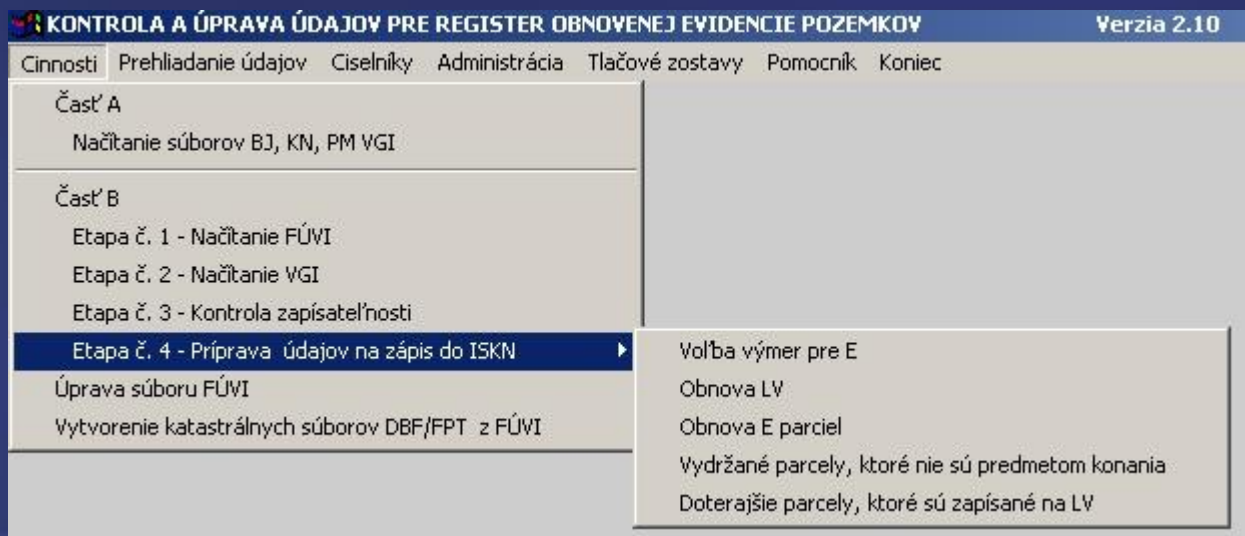 KONTROLA A ÚPRAVA ÚDAJOV PRE REGISTER OBNOVENEJ EVIDENCIE POZEMKOV Verzia 2.10
Cinnosti Prehliadanie údajov Ciselníky Administrácia Tlačové zostavy Pomocník Koniec
Časť A
Načítanie súborov BJ, KN, PM VGI
Časť B
Etapa č. 1 - Načítanie FÚVI
Etapa č. 2 - Načítanie VGI
Etapa č. 3 - Kontrola zapísateľnosti
Etapa č. 4 - Príprava údajov na zápis do ISKN
Úprava súboru FÚVI
Vytvorenie katastrálnych súborov DBF/FPT z FÚVI
Voľba výmer pre E
Obnova LV
Obnova E parciel
Vydržané parcely, ktoré nie sú predmetom konania
Doterajšie parcely, ktoré sú zapísané na LV